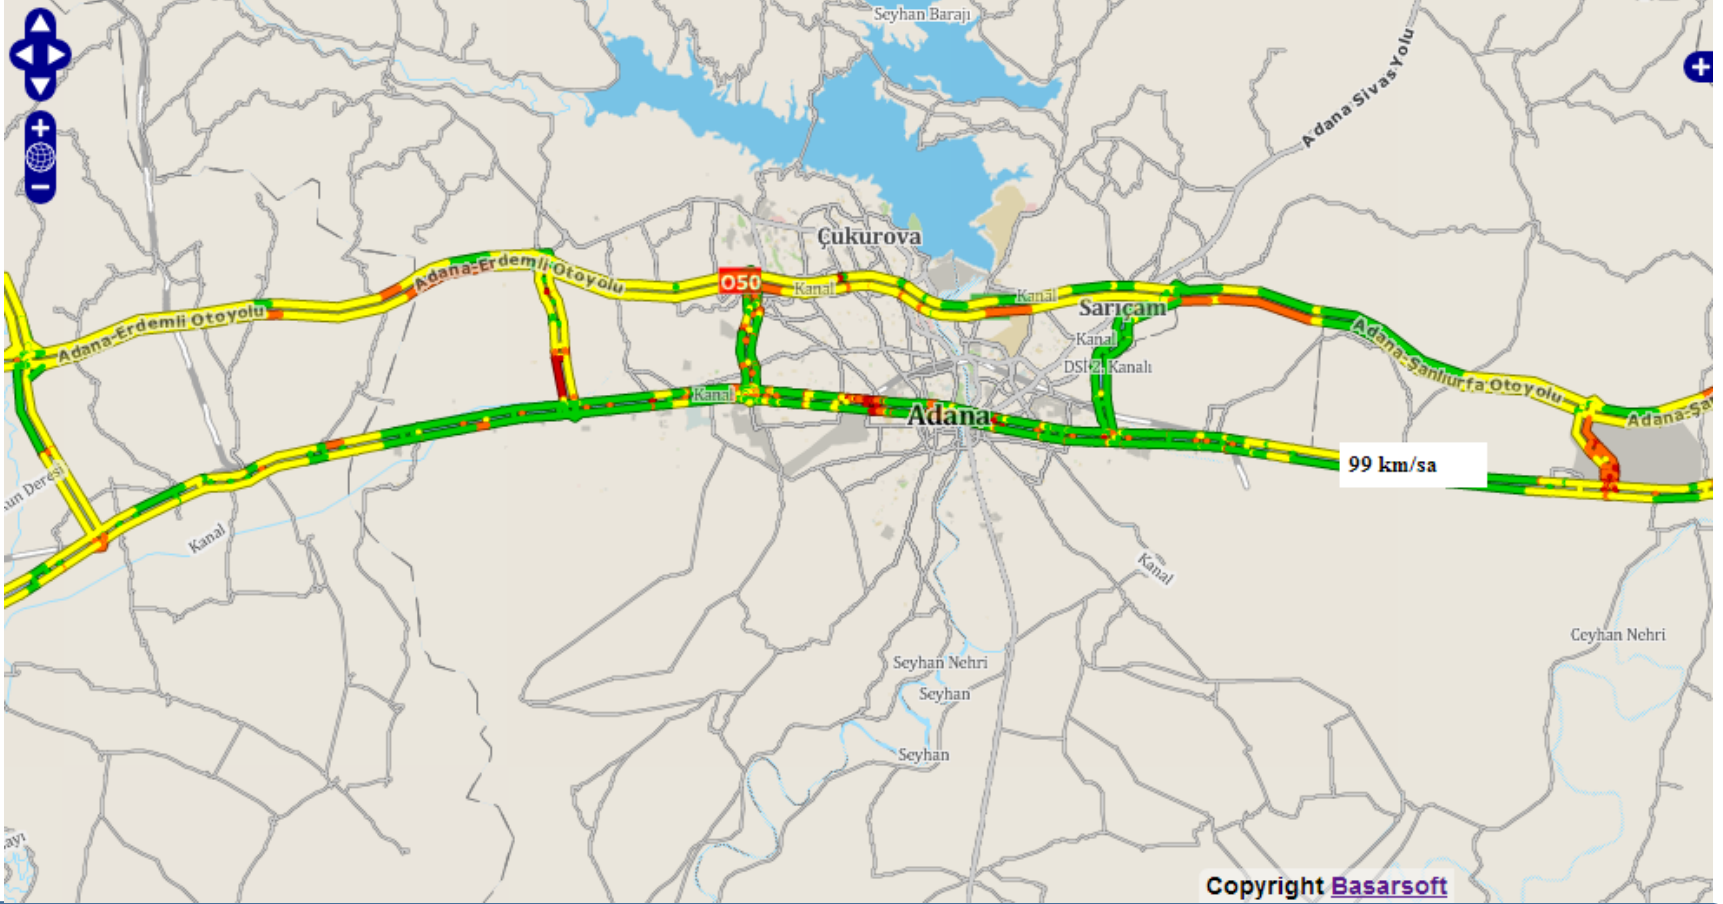 Seyhan Barajı
Adana Sivas Yolu
Çukurova
Adana-Erdemli Otoyolu
O50
Kanal
Kanal
Adana-Erdemli Otoyolu
Sarıçam
Kanal
DSİ 2. Kanalı
Adana-Şanlıurfa Otoyolu
Kanal
Adana
99 km/sa
Kanal
Kanal
Ceyhan Nehri
Seyhan Nehri
Seyhan
Seyhan
Copyright Basarsoft